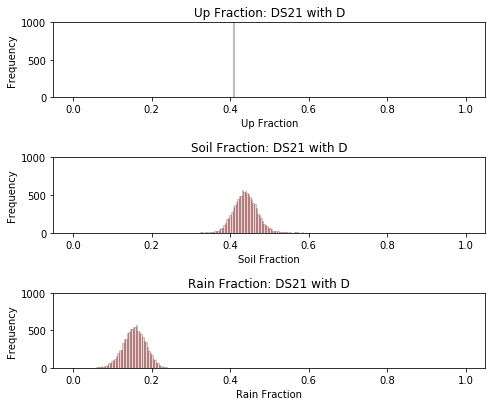 Up Fraction: DS21 with D
1000
500
0
Frequency
0.0 0.2 0.4 0.6 0.8 1.0
Up Fraction
Soil Fraction: DS21 with D
1000
500
0
Frequency
0.0 0.2 0.4 0.6 0.8 1.0
Soil Fraction
Rain Fraction: DS21 with D
1000
500
0
Frequency
0.0 0.2 0.4 0.6 0.8 1.0
Rain Fraction